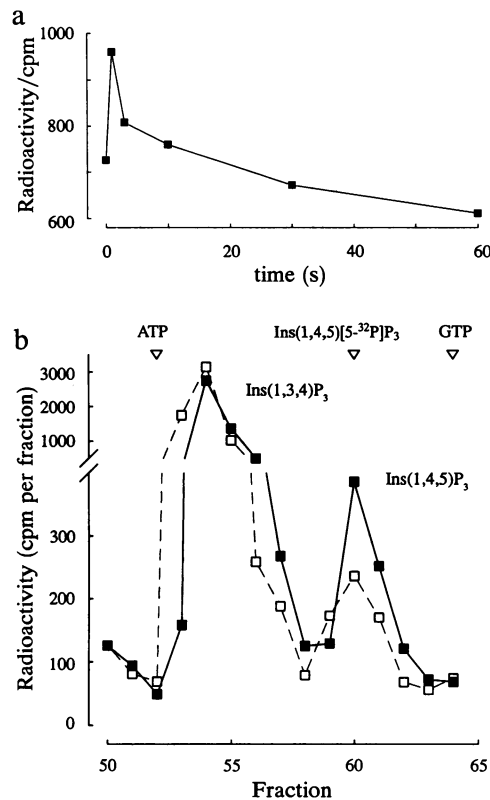 a
1000
800
600
Radioactivity/cpm
0 20 40 60
time (s)
b
ATP Ins(1,4,5)[5-³²P]P₃ GTP
3000
2000
1000
300
200
100
0
Radioactivity (cpm per fraction)
Ins(1,3,4)P₃
Ins(1,4,5)P₃
50 55 60 65
Fraction